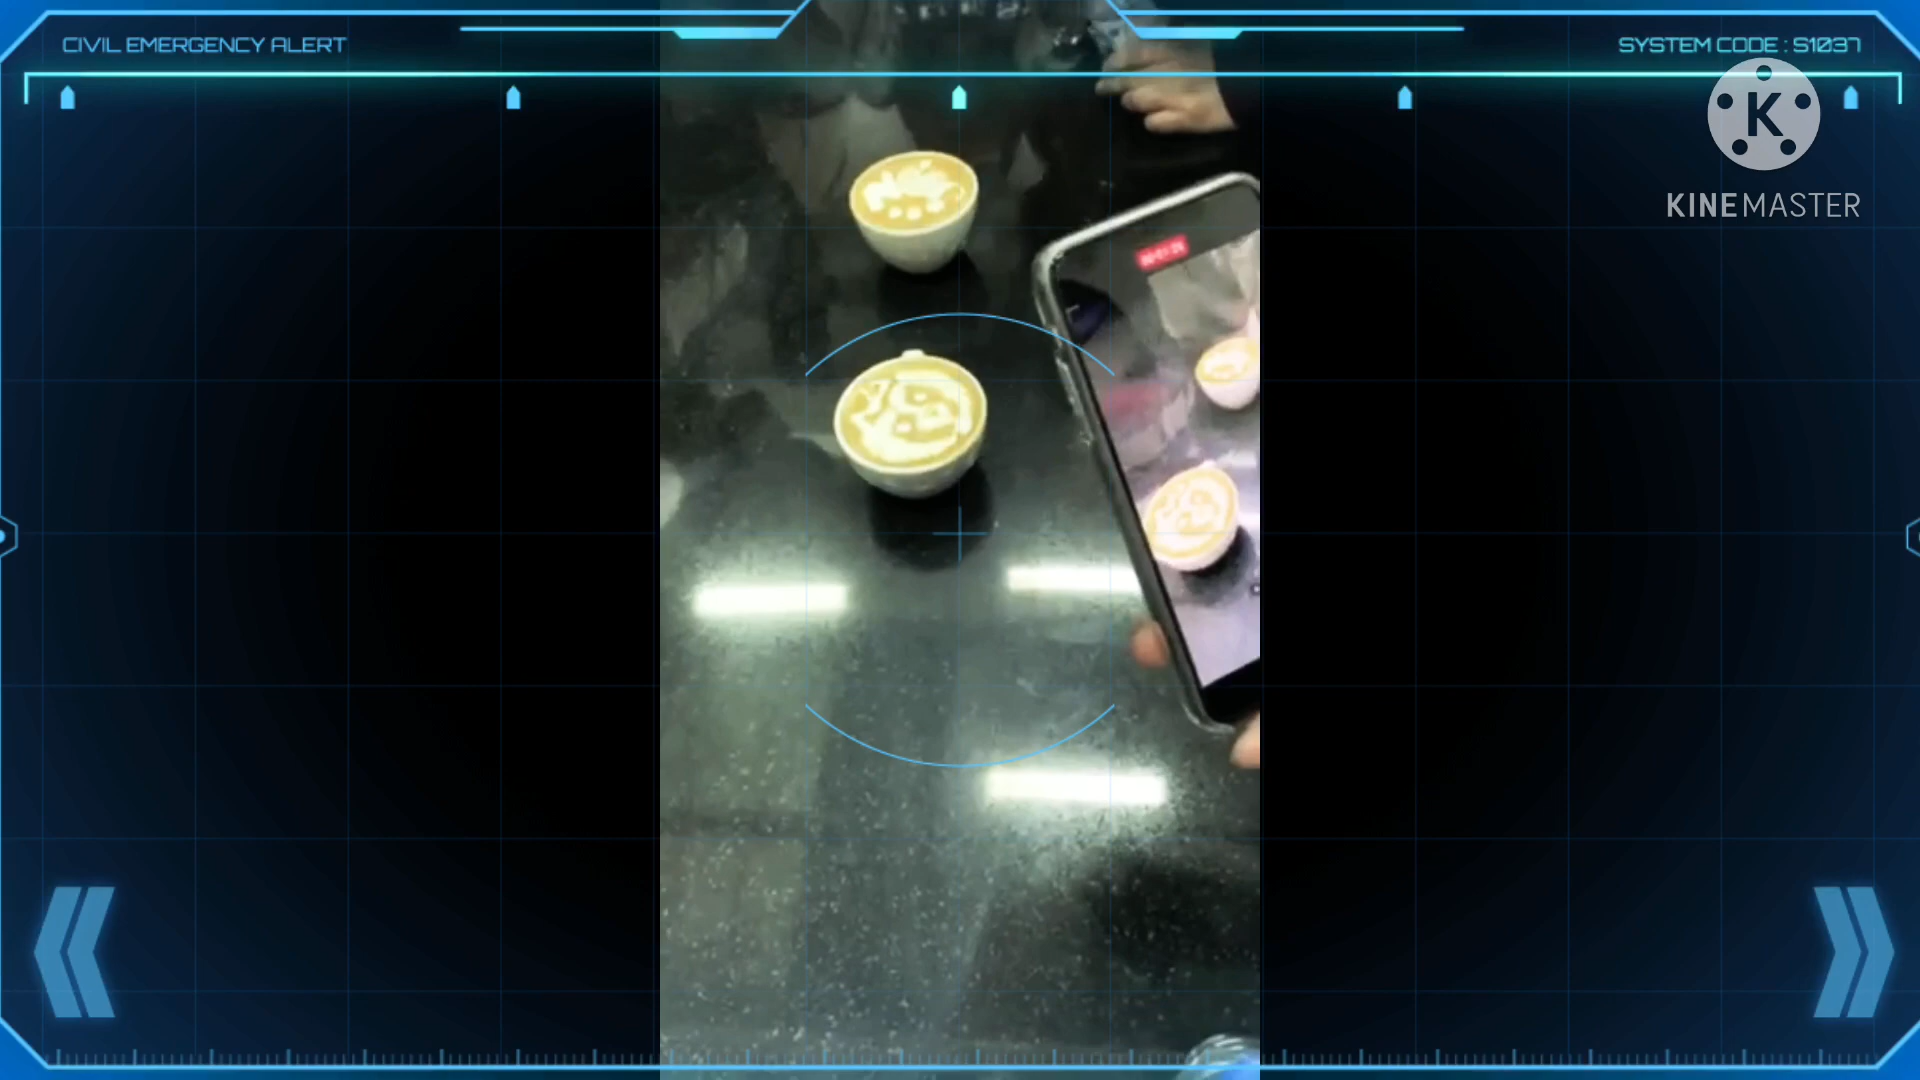 CIVIL EMERGENCY ALERT
SYSTEM CODE : S1037
K
KINEMASTER